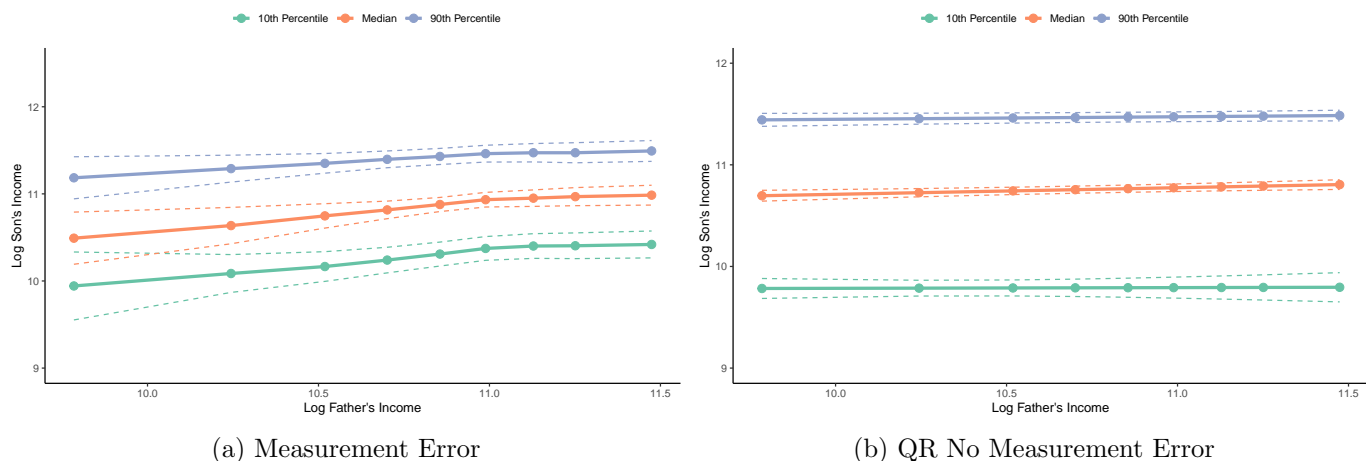 10th Percentile Median 90th Percentile
12
11
10
9
Log Son's Income
10.0 10.5 11.0 11.5
Log Father's Income
(a) Measurement Error
10th Percentile Median 90th Percentile
12
11
10
9
Log Son's Income
10.0 10.5 11.0 11.5
Log Father's Income
(b) QR No Measurement Error